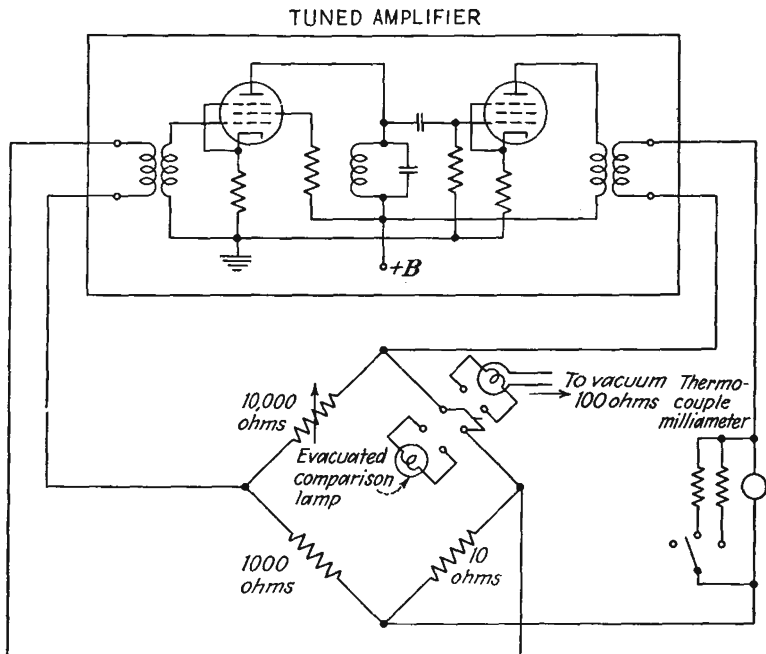 TUNED AMPLIFIER
+B
10,000
ohms
To vacuum
100 ohms
Thermo-
couple
milliameter
Evacuated
comparison
lamp
1000
ohms
10
ohms